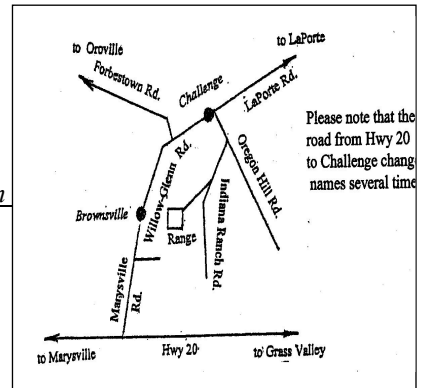 to Oroville
to LaPorte
Forbestown Rd.
Challenge
LaPorte Rd.
Please note that the
road from Hwy 20
to Challenge chang
names several time
Willow-Glenn Rd.
Oregon Hill Rd.
n
Brownsville
Indiana Ranch Rd.
Range
Marysville
Rd.
to Marysville
Hwy 20
to Grass Valley